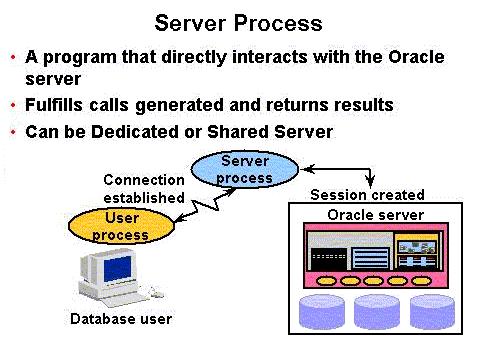 Server Process
• A program that directly interacts with the Oracle
server
• Fulfills calls generated and returns results
• Can be Dedicated or Shared Server
Server
process
Connection
established
Session created
User
process
Oracle server
Database user